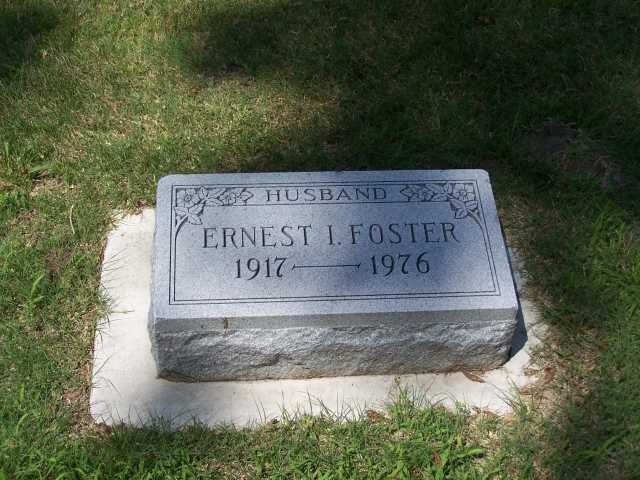 HUSBAND
ERNEST I. FOSTER
1917 — 1976